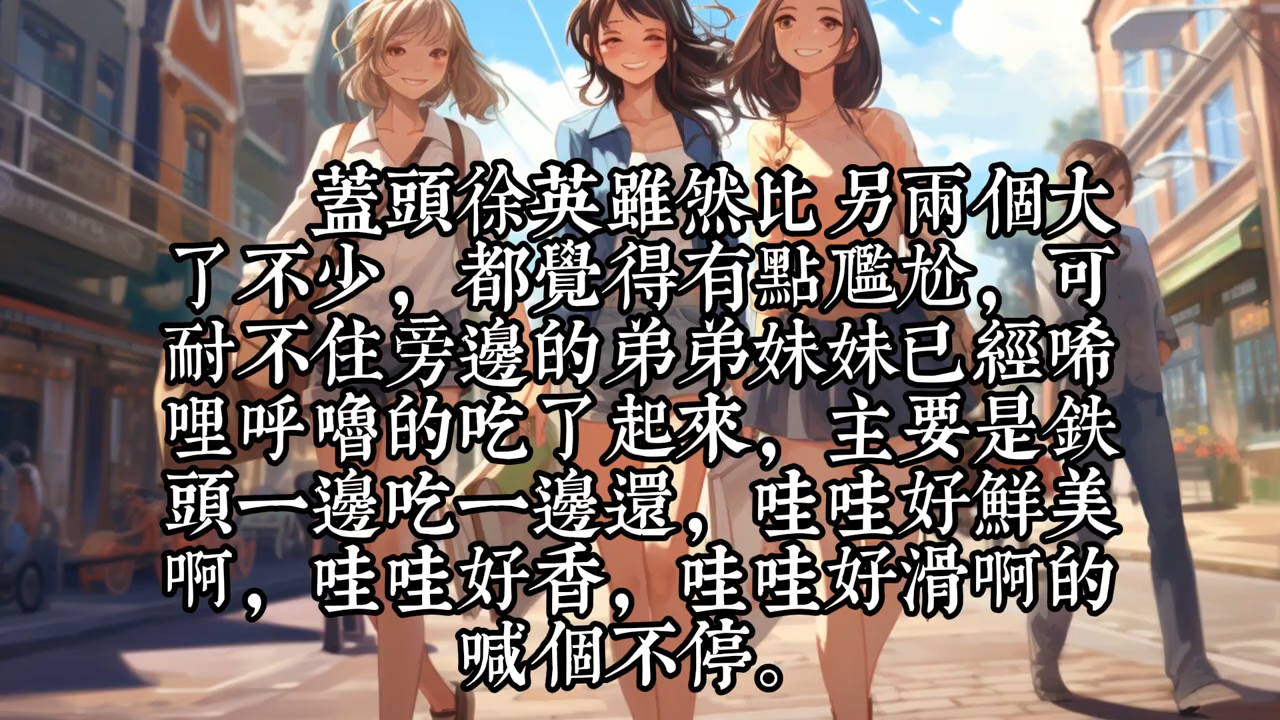 蓋頭徐英雖然比另兩個大
了不少，都覺得有點尷尬，可
耐不住旁邊的弟弟妹妹已經唏
哩呼嚕的吃了起來，主要是鉄
頭一邊吃一邊還，哇哇好鮮美
啊，哇哇好香，哇哇好滑啊的
喊個不停。